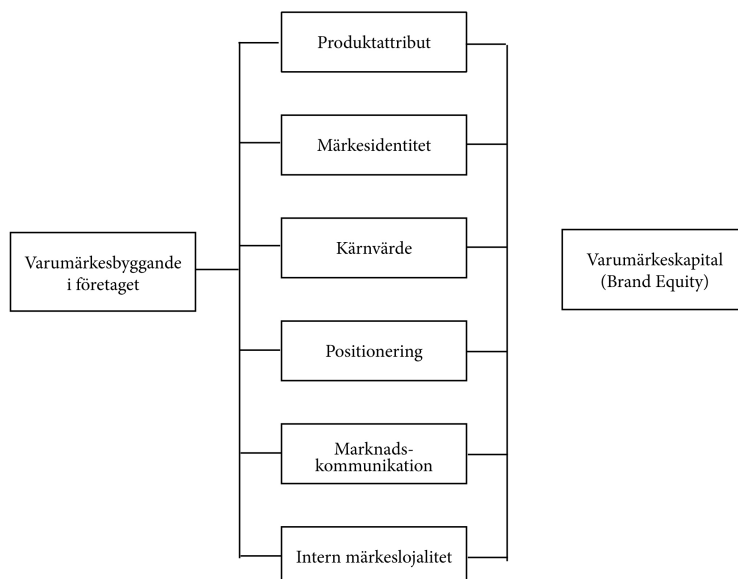 Produktattribut
Märkesidentitet
Kärnvärde
Varumärkesbyggande
i företaget
Varumärkeskapital
(Brand Equity)
Positionering
Marknads-
kommunikation
Intern märkeslojalitet